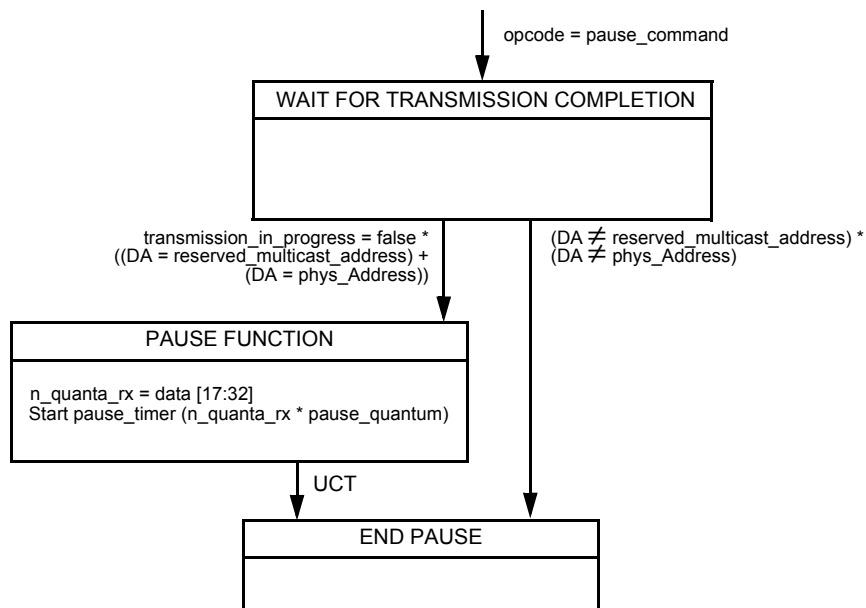 opcode = pause_command
WAIT FOR TRANSMISSION COMPLETION
transmission_in_progress = false *
((DA = reserved_multicast_address) +
(DA = phys_Address))
(DA ≠ reserved_multicast_address) *
(DA ≠ phys_Address)
PAUSE FUNCTION
n_quanta_rx = data [17:32]
Start pause_timer (n_quanta_rx * pause_quantum)
UCT
END PAUSE